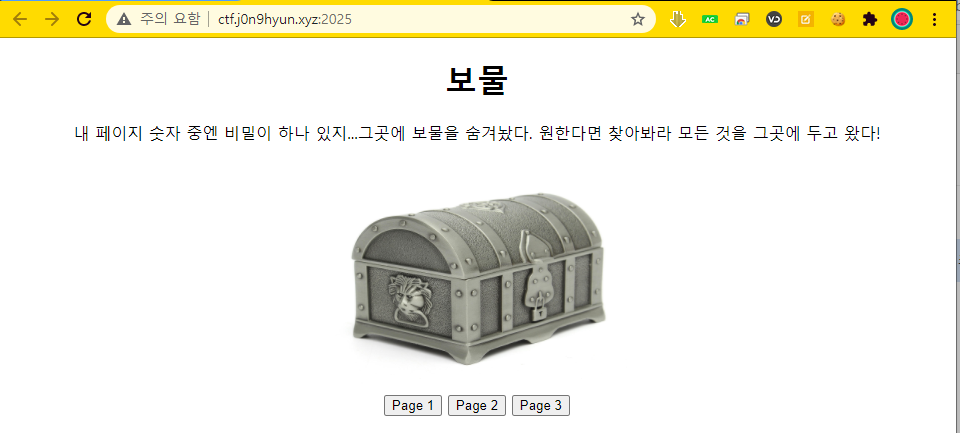 주의 요함 | ctf.j0n9hyun.xyz:2025
AC
VD
보물
내 페이지 숫자 중엔 비밀이 하나 있지...그곳에 보물을 숨겨놨다. 원한다면 찾아봐라 모든 것을 그곳에 두고 왔다!
Page 1 Page 2 Page 3